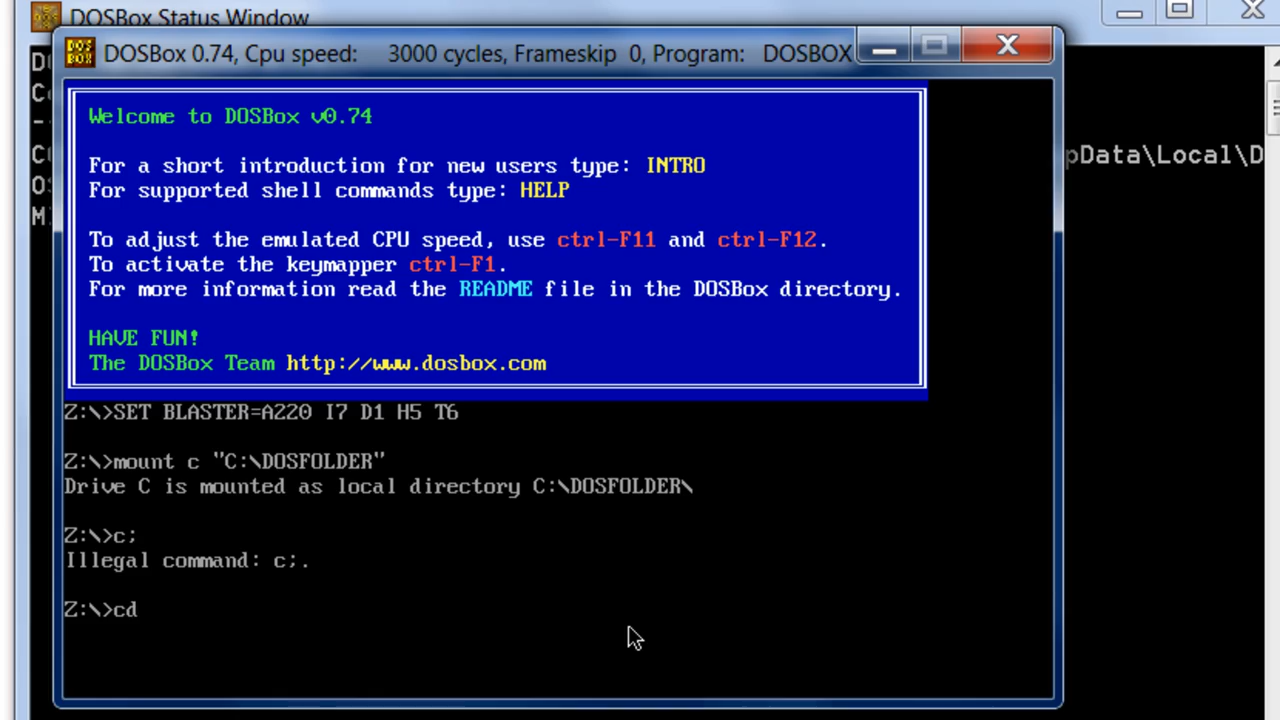 DOSBox Status Window
DOSBox 0.74, Cpu speed: 3000 cycles, Frameskip 0, Program: DOSBOX
Welcome to DOSBox v0.74
For a short introduction for new users type: INTRO
For supported shell commands type: HELP
To adjust the emulated CPU speed, use ctrl-F11 and ctrl-F12.
To activate the keymapper ctrl-F1.
For more information read the README file in the DOSBox directory.
HAVE FUN!
The DOSBox Team http://www.dosbox.com
Z:\>SET BLASTER=A220 I7 D1 H5 T6
Z:\>mount c "C:\DOSFOLDER"
Drive C is mounted as local directory C:\DOSFOLDER\
Z:\>c;
Illegal command: c;.
Z:\>cd
pData\Local\D